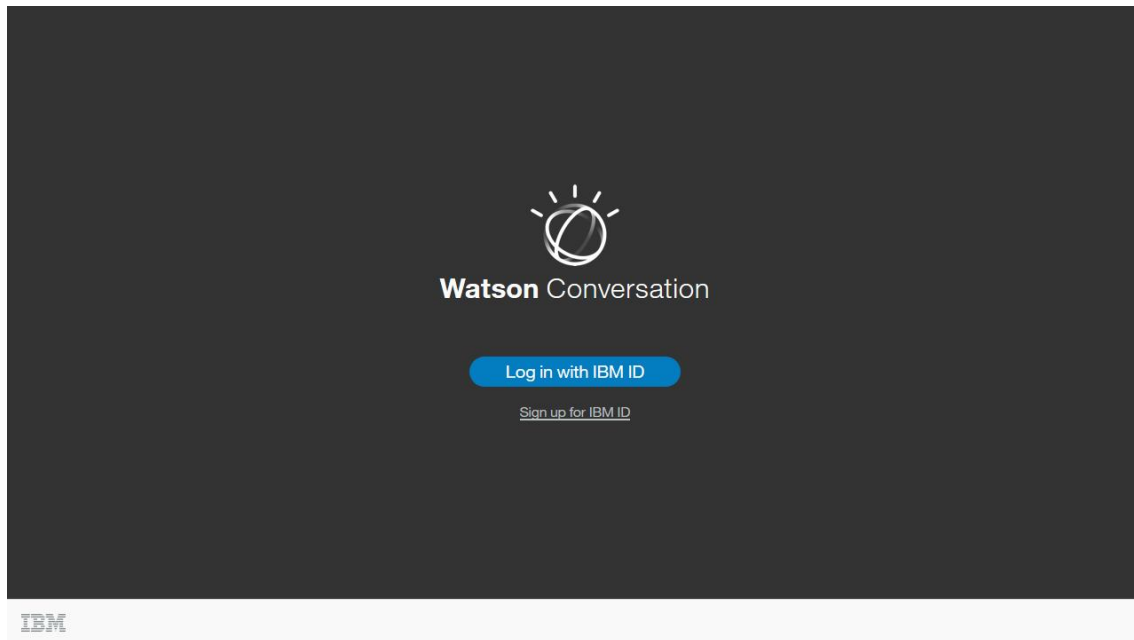 Watson Conversation
Log in with IBM ID
Sign up for IBM ID
IBM